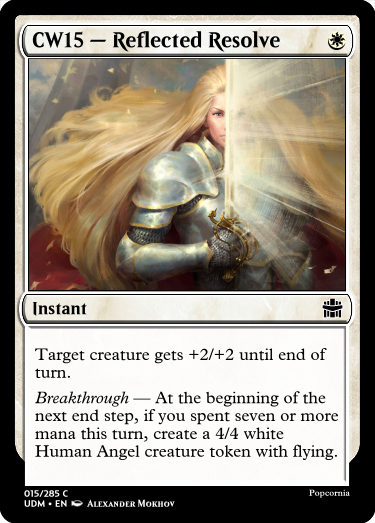 CW15 — Reflected Resolve
Instant
Target creature gets +2/+2 until end of
turn.
Breakthrough — At the beginning of the
next end step, if you spent seven or more
mana this turn, create a 4/4 white
Human Angel creature token with flying.
015/285 C
Popcornia
UDM • EN Alexander Mokhov